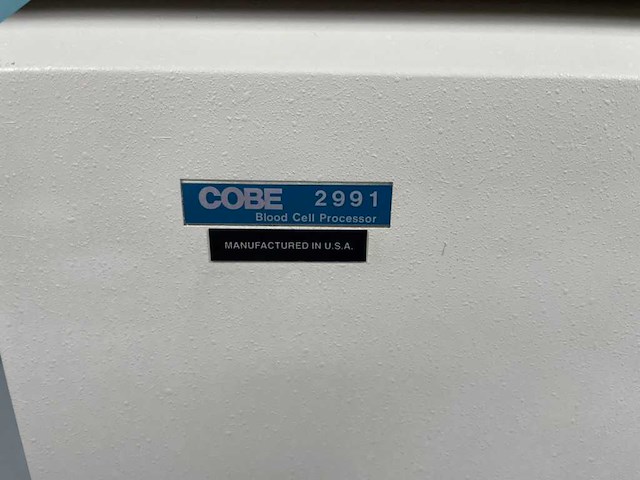 COBE 2991
Blood Cell Processor
MANUFACTURED IN U.S.A.